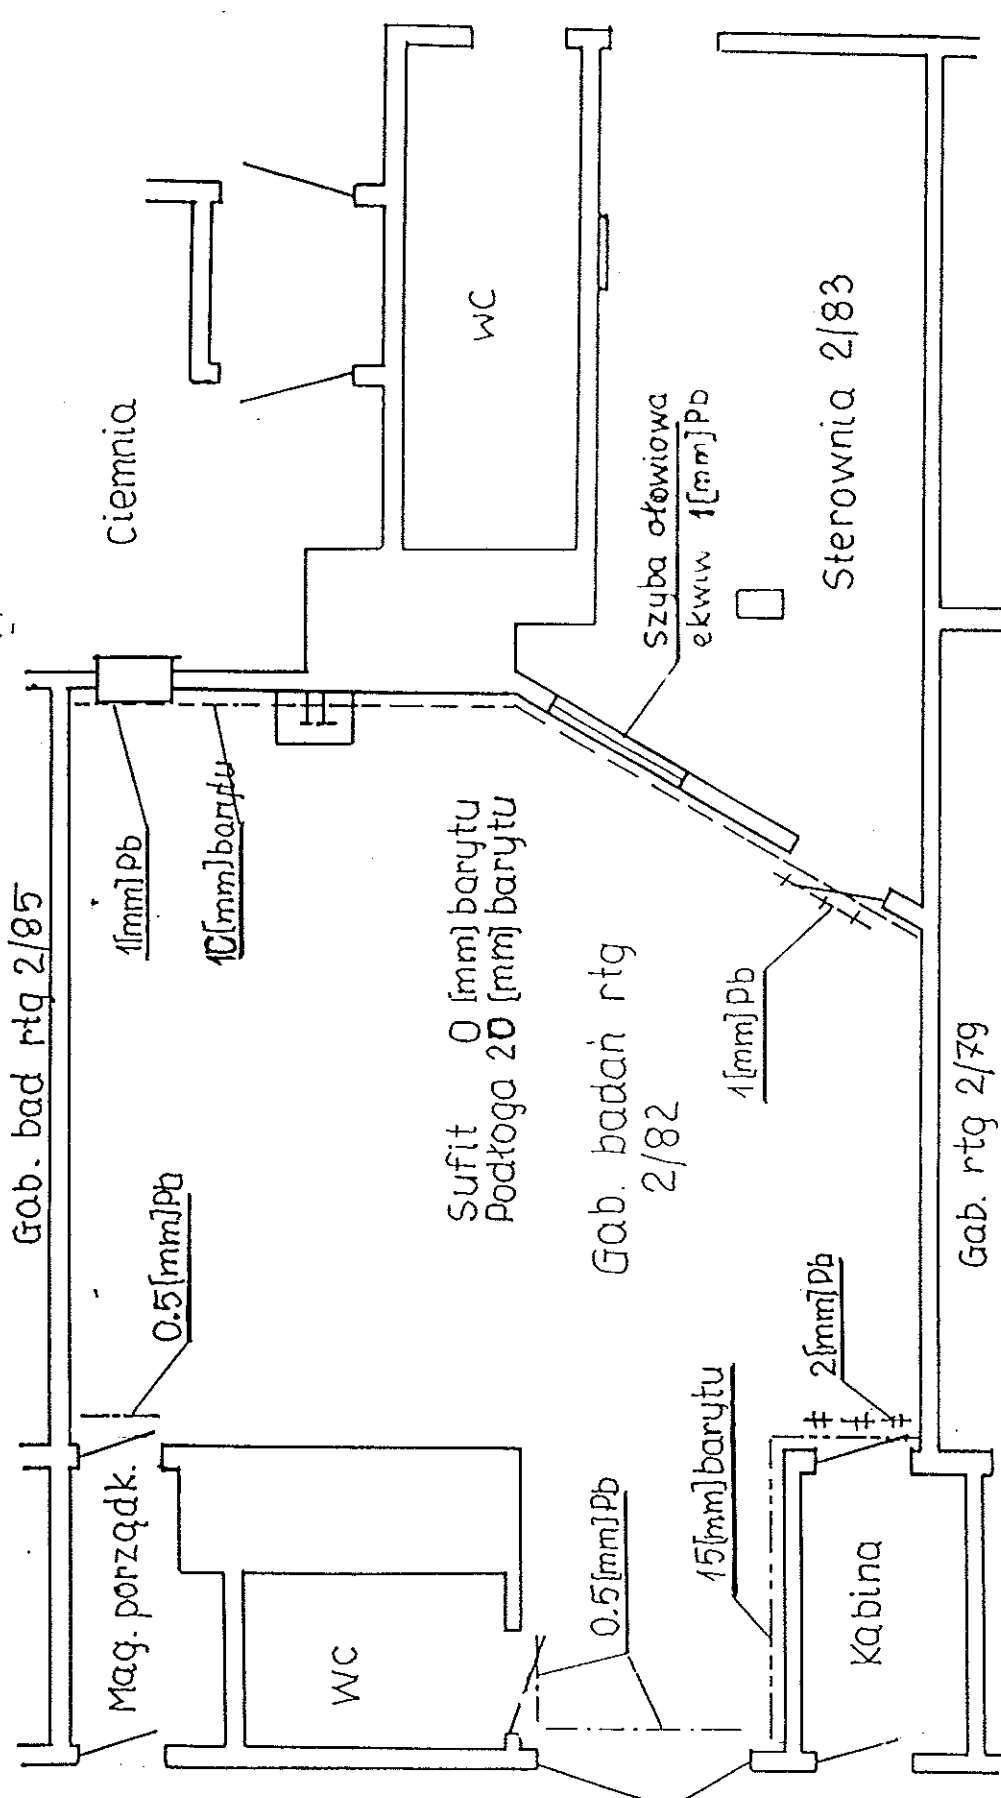 Gab. bad rtg 2/85
Ciemnia
WC
Szyba ołowiowa
ekwiw 1[mm]Pb
Sterownia 2/83
1[mm]Pb
10[mm]barytu
Sufit 0 [mm]barytu
Podłoga 20 [mm]barytu
Gab. badań rtg
2/82
1[mm]Pb
Gab. rtg 2/79
0.5[mm]Pb
2[mm]Pb
15[mm]barytu
0.5[mm]Pb
Mag. porządk.
WC
Kabina